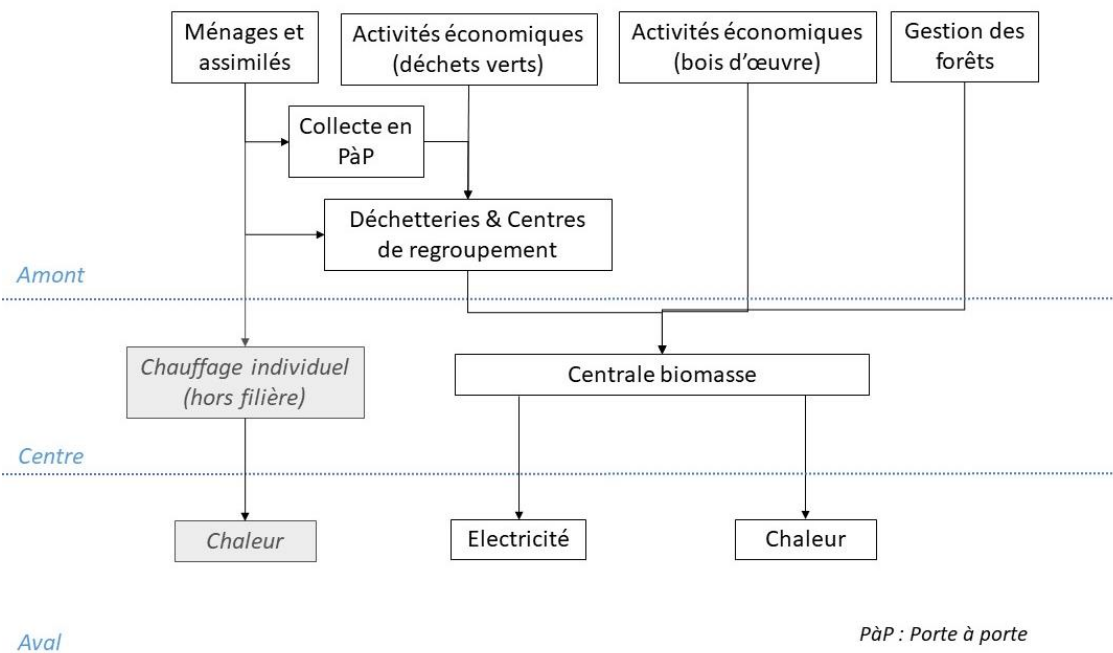 Ménages et
assimilés
Activités économiques
(déchets verts)
Activités économiques
(bois d’œuvre)
Gestion des
forêts
Collecte en
PàP
Déchetteries & Centres
de regroupement
Amont
Chauffage individuel
(hors filière)
Centrale biomasse
Centre
Chaleur
Electricité
Chaleur
Aval
PàP : Porte à porte